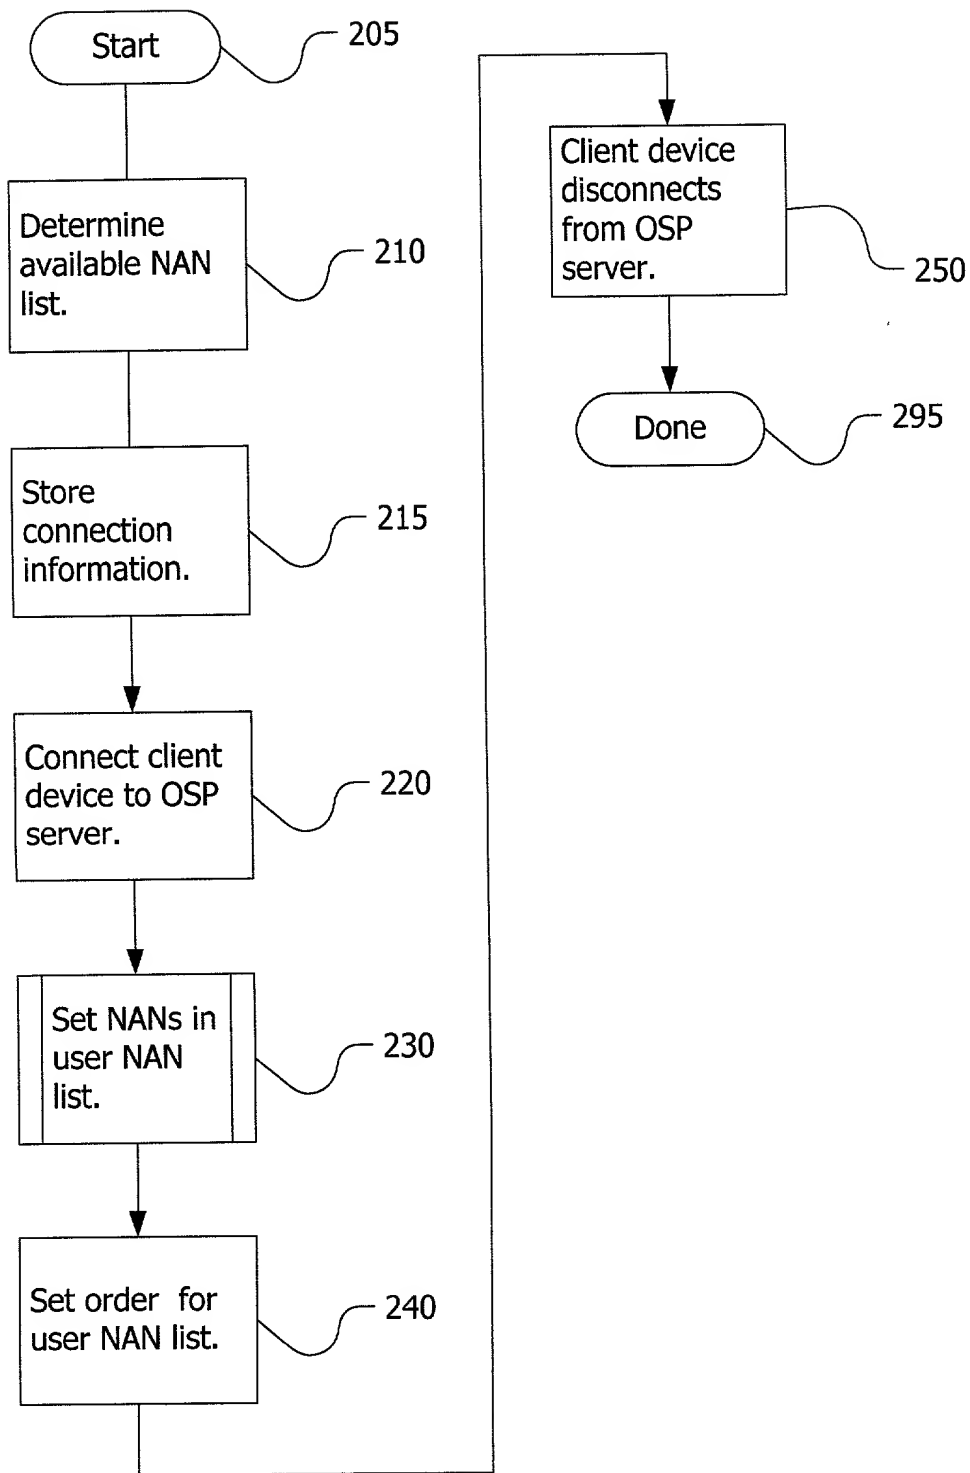 Start
205
Determine
available NAN
list.
210
Store
connection
information.
215
Connect client
device to OSP
server.
220
Set NANs in
user NAN
list.
230
Set order for
user NAN list.
240
Client device
disconnects
from OSP
server.
250
Done
295